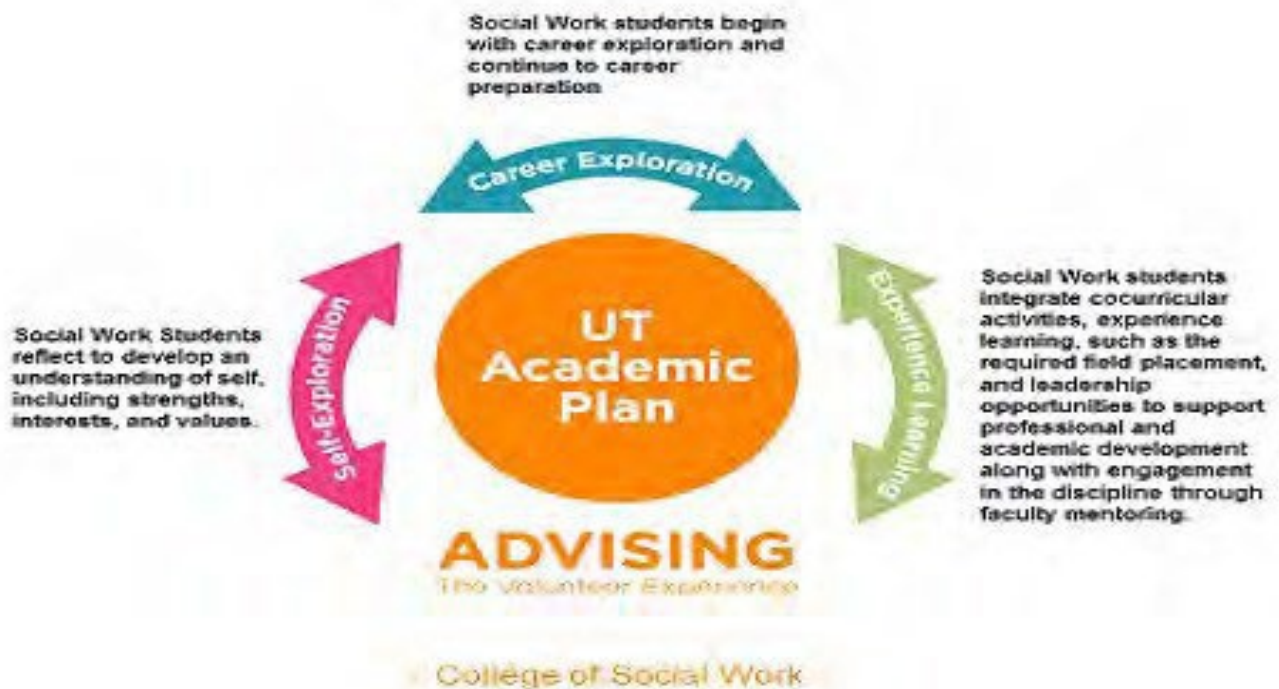 Social Work students begin
with career exploration and
continue to career
preparation
Career Exploration
Self-Exploration
Social Work Students
reflect to develop an
understanding of self,
including strengths,
interests, and values.
UT
Academic
Plan
Experience Learning
Social Work students
integrate cocurricular
activities, experience
learning, such as the
required field placement,
and leadership
opportunities to support
professional and
academic development
along with engagement
in the discipline through
faculty mentoring.
ADVISING
The Volunteer Experience
College of Social Work